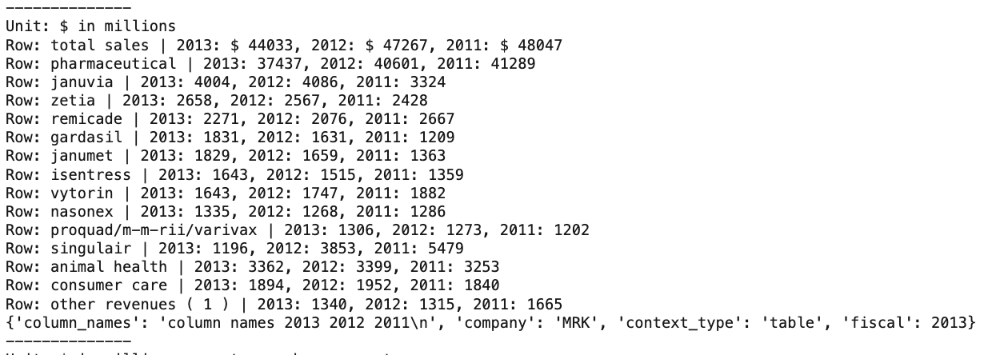 --------------
Unit: $ in millions
Row: total sales | 2013: $ 44033, 2012: $ 47267, 2011: $ 48047
Row: pharmaceutical | 2013: 37437, 2012: 40601, 2011: 41289
Row: januvia | 2013: 4004, 2012: 4086, 2011: 3324
Row: zetia | 2013: 2658, 2012: 2567, 2011: 2428
Row: remicade | 2013: 2271, 2012: 2076, 2011: 2667
Row: gardasil | 2013: 1831, 2012: 1631, 2011: 1209
Row: janumet | 2013: 1829, 2012: 1659, 2011: 1363
Row: isentress | 2013: 1643, 2012: 1515, 2011: 1359
Row: vytorin | 2013: 1643, 2012: 1747, 2011: 1882
Row: nasonex | 2013: 1335, 2012: 1268, 2011: 1286
Row: proquad/m-m-rii/varivax | 2013: 1306, 2012: 1273, 2011: 1202
Row: singulair | 2013: 1196, 2012: 3853, 2011: 5479
Row: animal health | 2013: 3362, 2012: 3399, 2011: 3253
Row: consumer care | 2013: 1894, 2012: 1952, 2011: 1840
Row: other revenues ( 1 ) | 2013: 1340, 2012: 1315, 2011: 1665
{'column_names': 'column names 2013 2012 2011\n', 'company': 'MRK', 'context_type': 'table', 'fiscal': 2013}
--------------